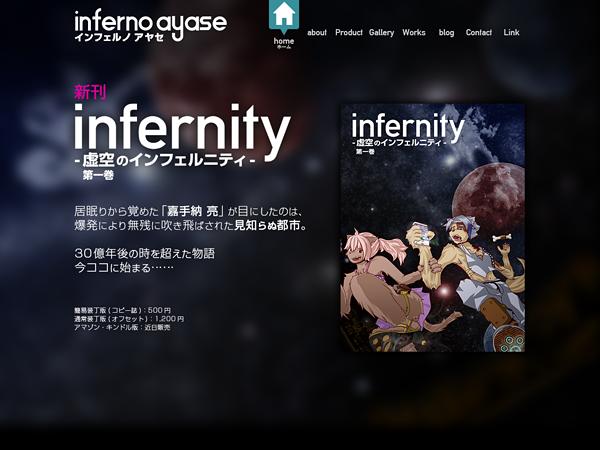 inferno ayase
インフェルノ アヤセ
home
ホーム
about Product Gallery Works blog Contact Link
新刊
infernity
- 虚空のインフェルニティ -
第一巻
居眠りから覚めた「嘉手納 亮」が目にしたのは、
爆発により無残に吹き飛ばされた見知らぬ都市。
30億年後の時を超えた物語
今ココに始まる……
簡易装丁版 (コピー誌) : 500 円
通常装丁版 (オフセット) : 1,200 円
アマゾン・キンドル版 : 近日販売
infernity
- 虚空のインフェルニティ -
第一巻